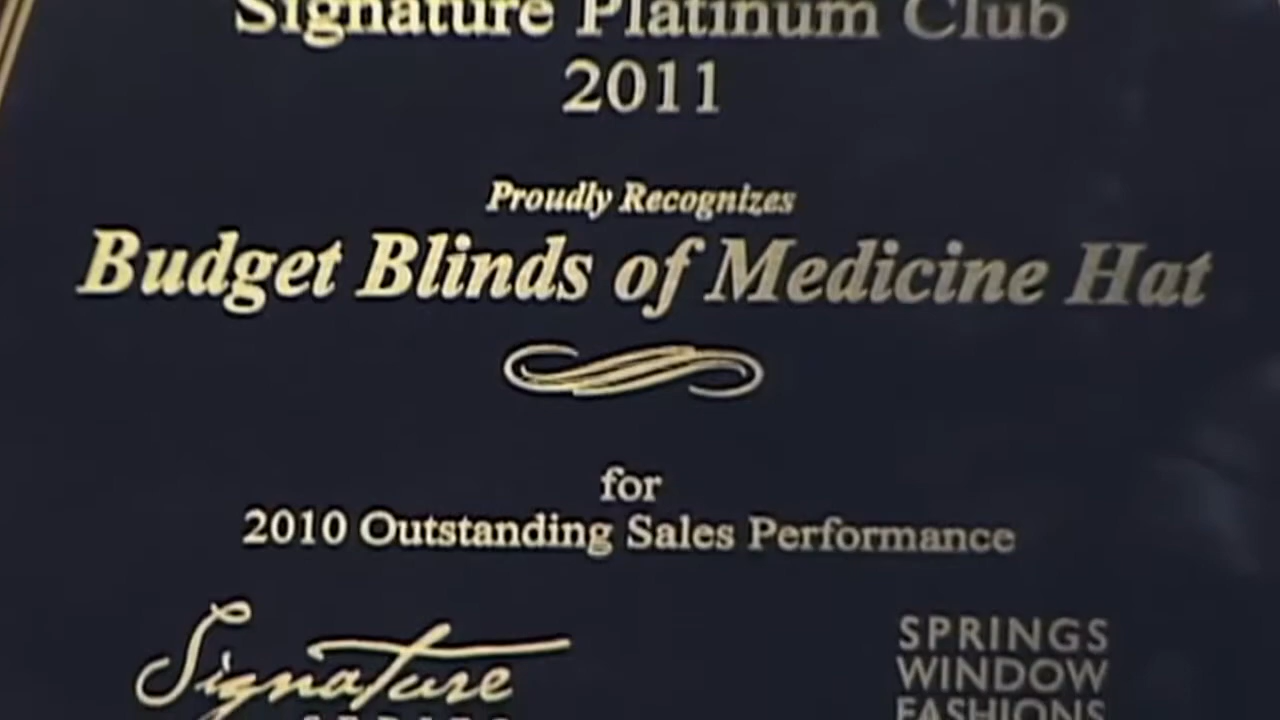 Signature Platinum Club
2011
Proudly Recognizes
Budget Blinds of Medicine Hat
for
2010 Outstanding Sales Performance
Signature
SPRINGS
WINDOW
FASHIONS